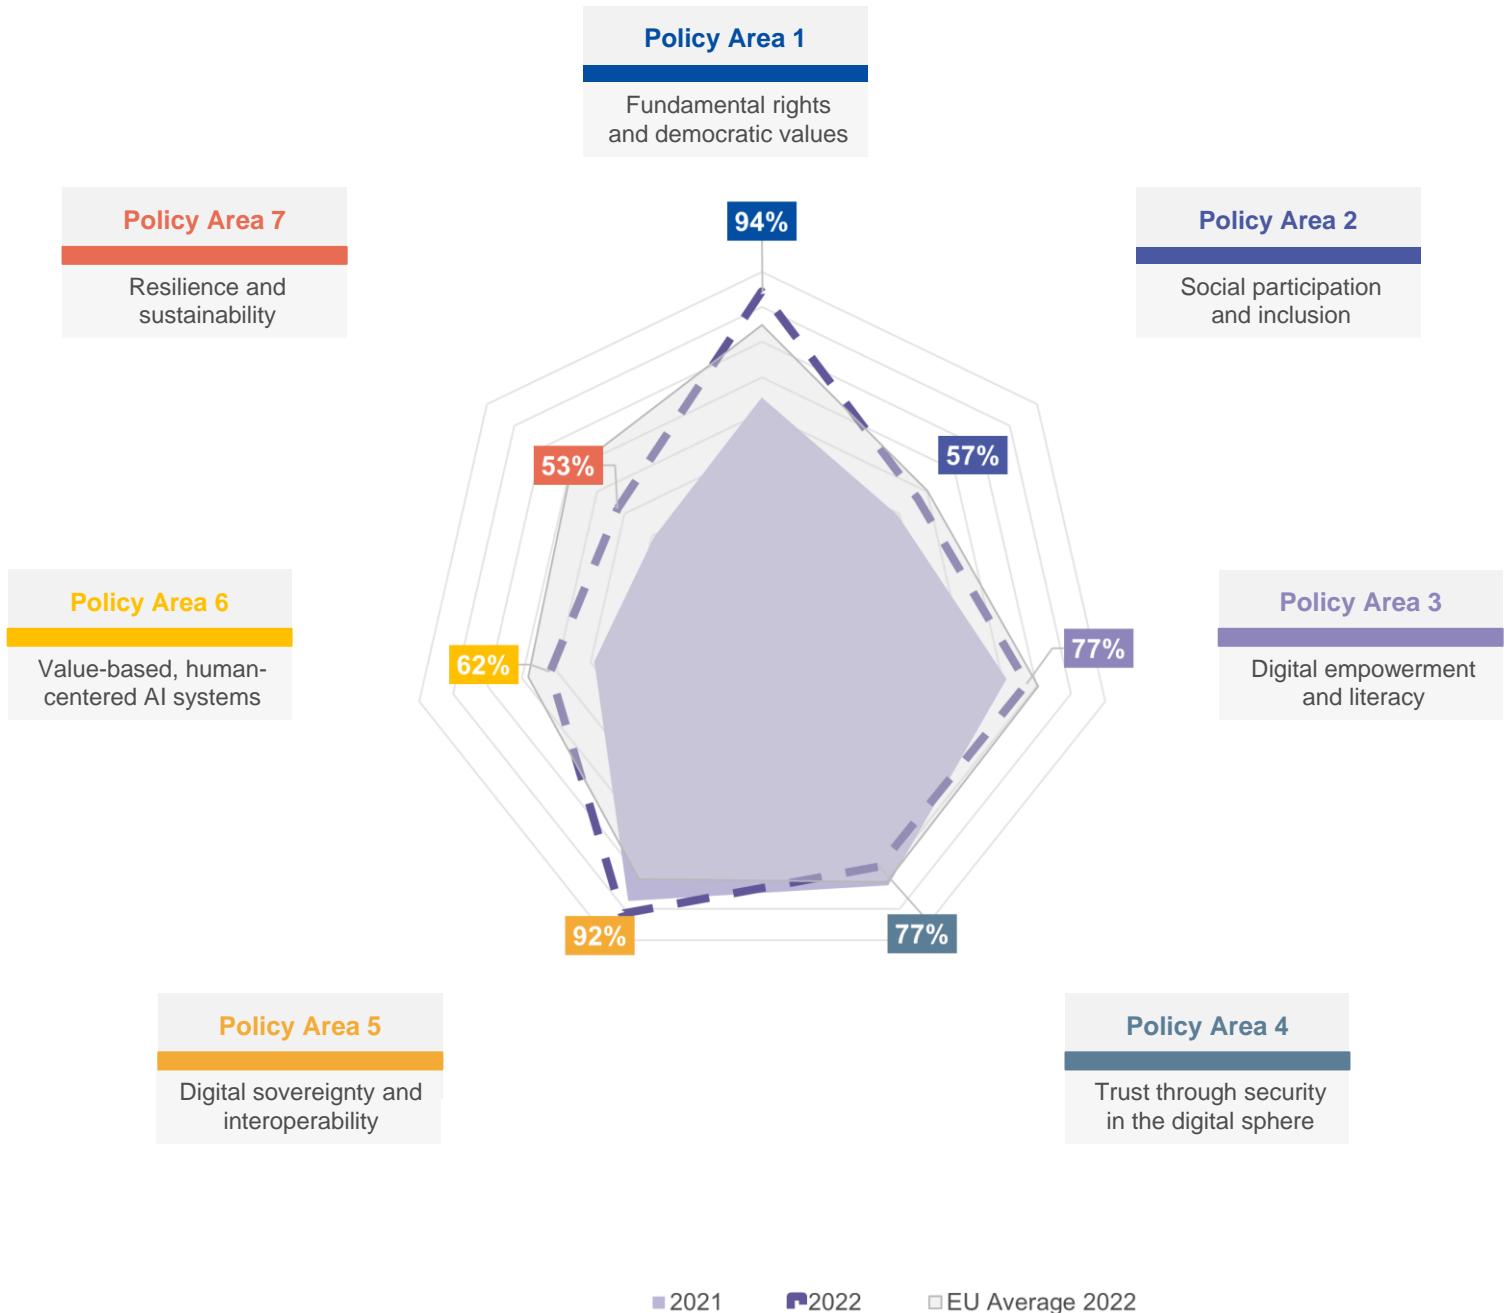 Policy Area 1
Fundamental rights
and democratic values
Policy Area 7
Resilience and
sustainability
94%
Policy Area 2
Social participation
and inclusion
53%
57%
Policy Area 6
Value-based, human-
centered AI systems
62%
77%
Policy Area 3
Digital empowerment
and literacy
92%
77%
Policy Area 5
Digital sovereignty and
interoperability
Policy Area 4
Trust through security
in the digital sphere
2021 2022 EU Average 2022